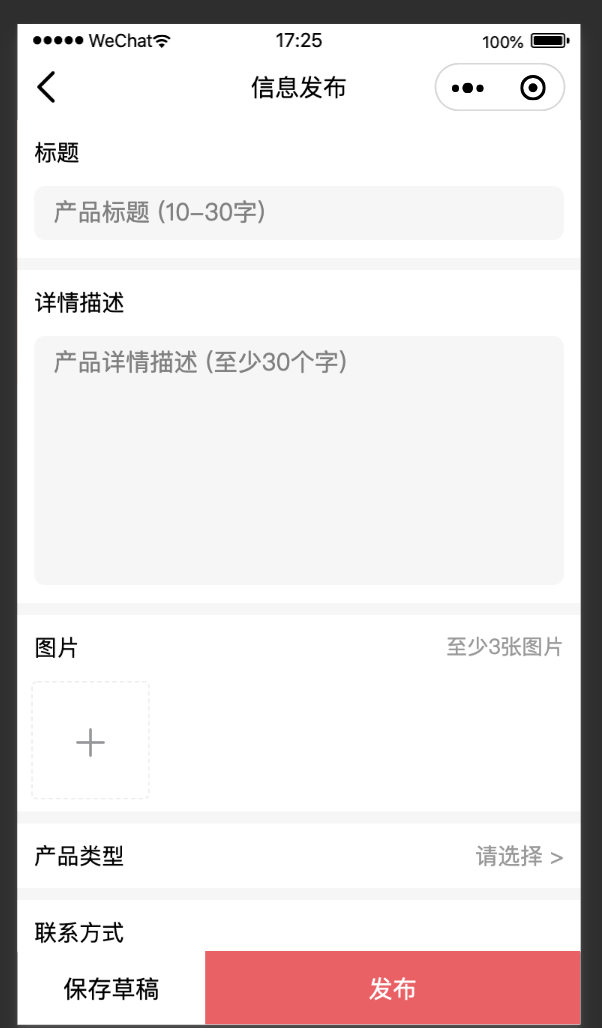 WeChat 17:25 100%
信息发布
标题
产品标题 (10-30字)
详情描述
产品详情描述 (至少30个字)
图片 至少3张图片
产品类型 请选择 >
联系方式
保存草稿 发布